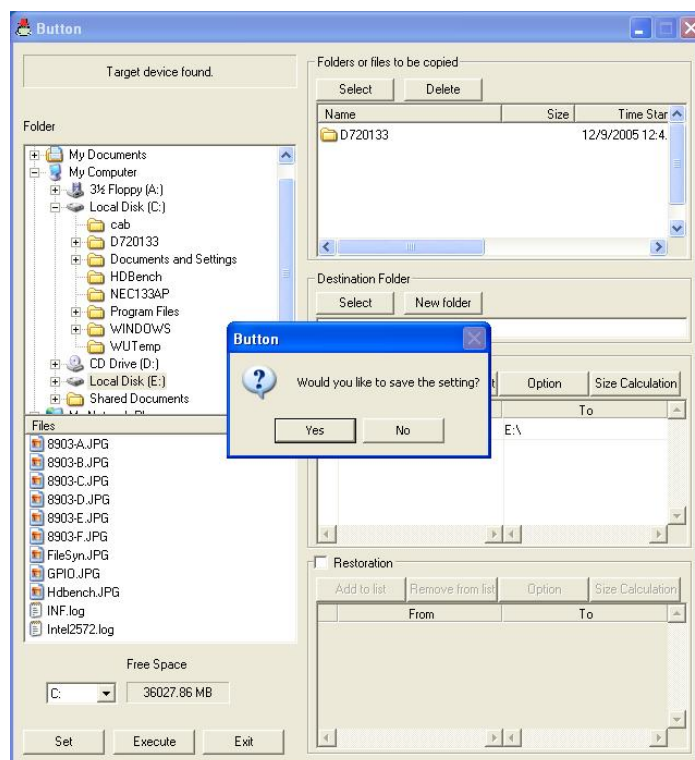 Button
Target device found.
Folder
My Documents
My Computer
3½ Floppy (A:)
Local Disk (C:)
cab
D720133
Documents and Settings
HDBench
NEC133AP
Program Files
WINDOWS
WUTemp
CD Drive (D:)
Local Disk (E:)
Shared Documents
Files
8903-A.JPG
8903-B.JPG
8903-C.JPG
8903-D.JPG
8903-E.JPG
8903-F.JPG
FileSyn.JPG
GPIO.JPG
Hdbench.JPG
INF.log
Intel2572.log
Free Space
C:
36027.86 MB
Set Execute Exit
Folders or files to be copied
Select Delete
Name Size Time Star
D720133 12/9/2005 12:4.
Destination Folder
Select New folder
Button
Would you like to save the setting?
Yes No
Option Size Calculation
To
E:\
Restoration
Add to list Remove from list Option Size Calculation
From To